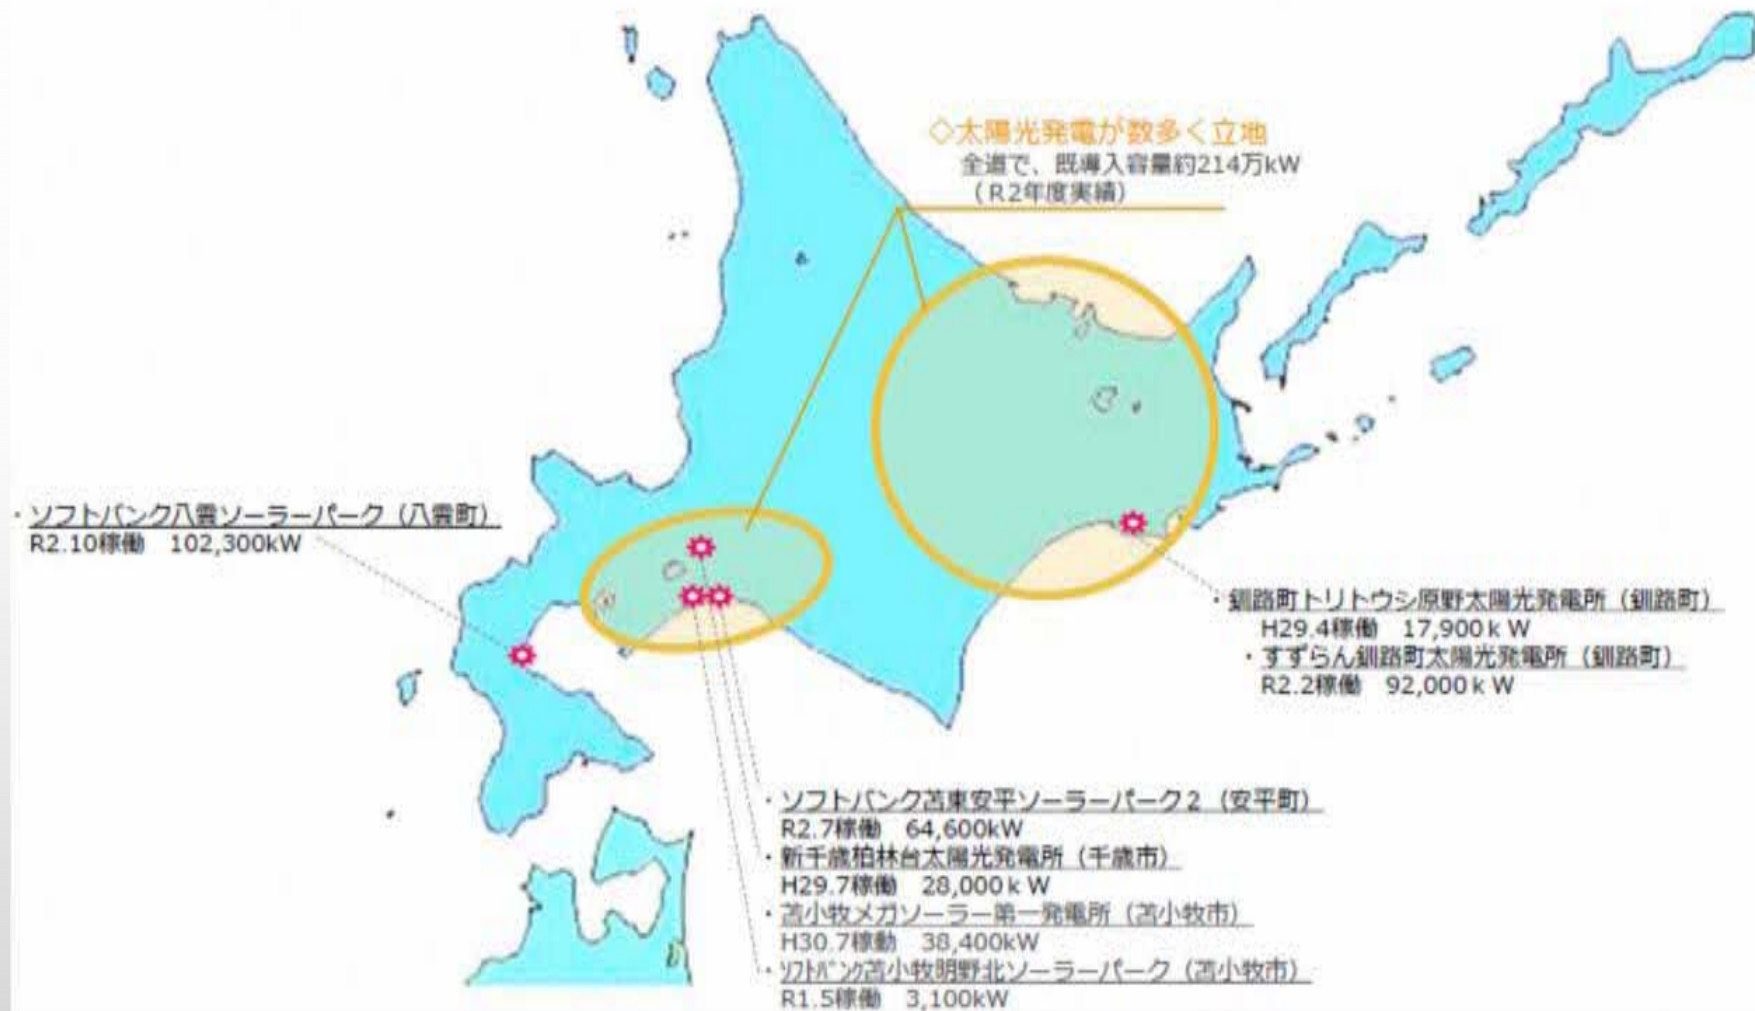 ◇太陽光発電が数多く立地
全道で、既導入容量約214万kW
（R2年度実績）
・ソフトバンク八雲ソーラーパーク（八雲町）
R2.10稼働　102,300kW
・釧路町トリトウシ原野太陽光発電所（釧路町）
H29.4稼働　17,900ｋＷ
・すずらん釧路町太陽光発電所（釧路町）
R2.2稼働　92,000ｋＷ
・ソフトバンク苫東安平ソーラーパーク２（安平町）
R2.7稼働　64,600kW
・新千歳柏林台太陽光発電所（千歳市）
H29.7稼働　28,000ｋＷ
・苫小牧メガソーラー第一発電所（苫小牧市）
H30.7稼動　38,400kW
・ｿﾌﾄﾊﾞﾝｸ苫小牧明野北ソーラーパーク（苫小牧市）
R1.5稼働　3,100kW